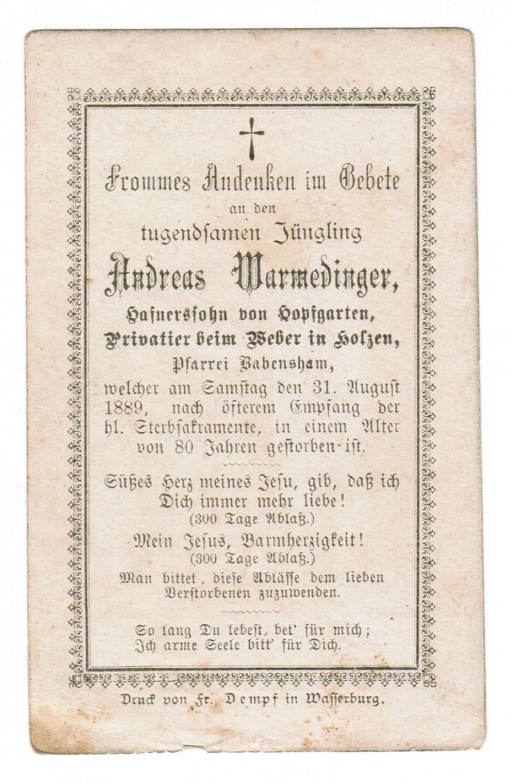 Frommes Andenken im Gebete
an den
tugendsamen Jüngling
Andreas Warmedinger,
Hafnerssohn von Hopfgarten,
Privatier beim Weber in Holzen,
Pfarrei Babensham,
welcher am Samstag den 31. August
1889, nach öfterem Empfang der
hl. Sterbsakramente, in einem Alter
von 80 Jahren gestorben ist.
Süßes Herz meines Jesu, gib, daß ich
Dich immer mehr liebe!
(300 Tage Ablaß.)
Mein Jesus, Barmherzigkeit!
(300 Tage Ablaß.)
Man bittet, diese Ablässe dem lieben
Verstorbenen zuzuwenden.
So lang Du lebest, bet' für mich;
Ich arme Seele bitt' für Dich.
Druck von Fr. Dempf in Wasserburg.